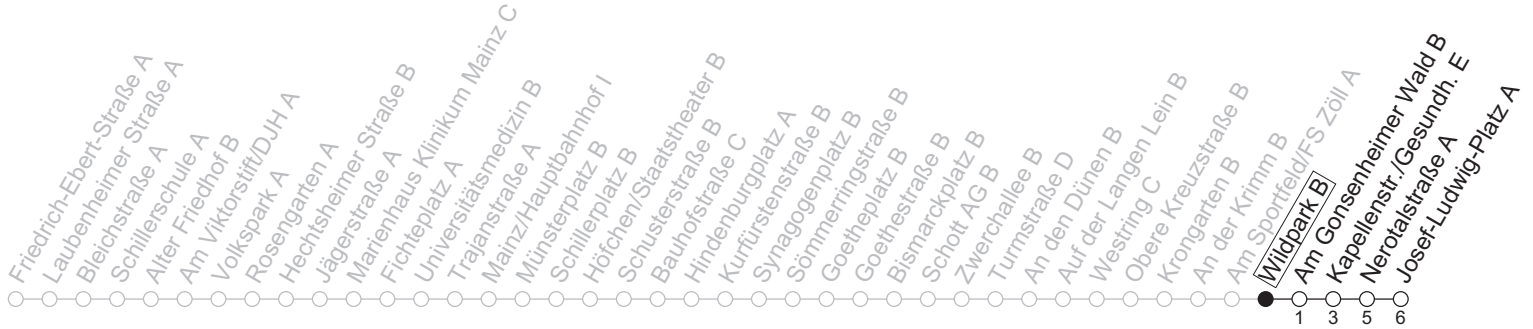 Friedrich-Ebert-Straße A
Laubenheimer Straße A
Bleichstraße A
Schillerschule A
Alter Friedhof B
Am Viktorstift/DJH A
Volkspark A
Rosengarten A
Hechtsheimer Straße B
Jägerstraße A
Marienhaus Klinikum Mainz C
Fichteplatz A
Universitätsmedizin B
Trajanstraße A
Mainz/Hauptbahnhof I
Münsterplatz B
Schillerplatz B
Höfchen/Staatstheater B
Schusterstraße B
Bauhofstraße C
Hindenburgplatz A
Kurfürstenstraße B
Synagogenplatz B
Sömmerringstraße B
Goetheplatz B
Goethestraße B
Bismarckplatz B
Schott AG B
Zwerchallee B
Turmstraße D
An den Dünen B
Auf der Langen Lein B
Westring C
Obere Kreuzstraße B
Krongarten B
An der Krimm B
Am Sportfeld/FS Zöll A
Wildpark B
Am Gonsenheimer Wald B
Kapellenstr./Gesundh. E
Nerotalstraße A
Josef-Ludwig-Platz A
1 3 5 6